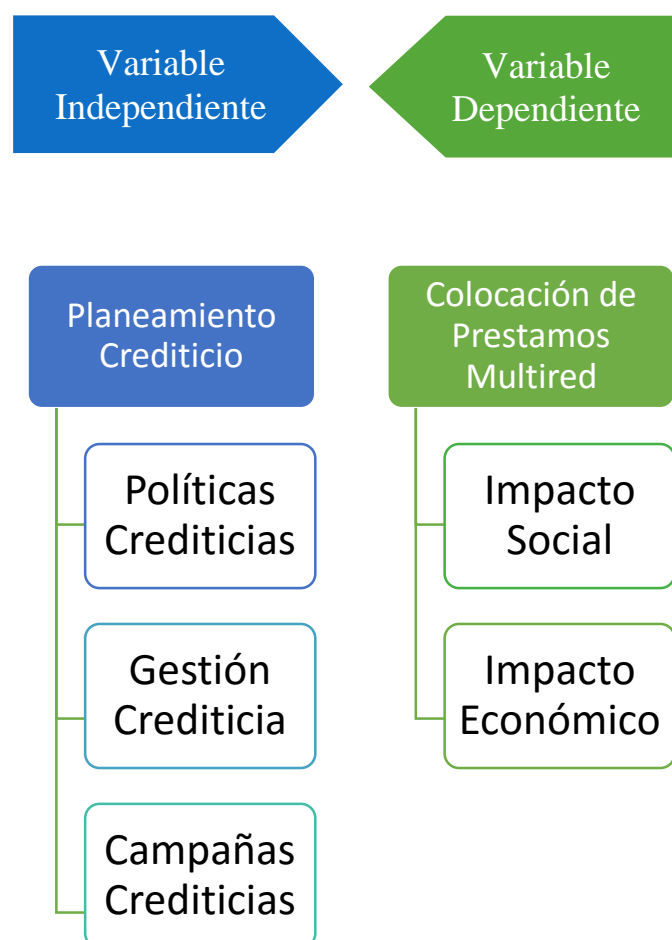 Variable
Independiente
Variable
Dependiente
Planeamiento
Crediticio
Políticas
Crediticias
Gestión
Crediticia
Campañas
Crediticias
Colocación de
Prestamos
Multired
Impacto
Social
Impacto
Económico